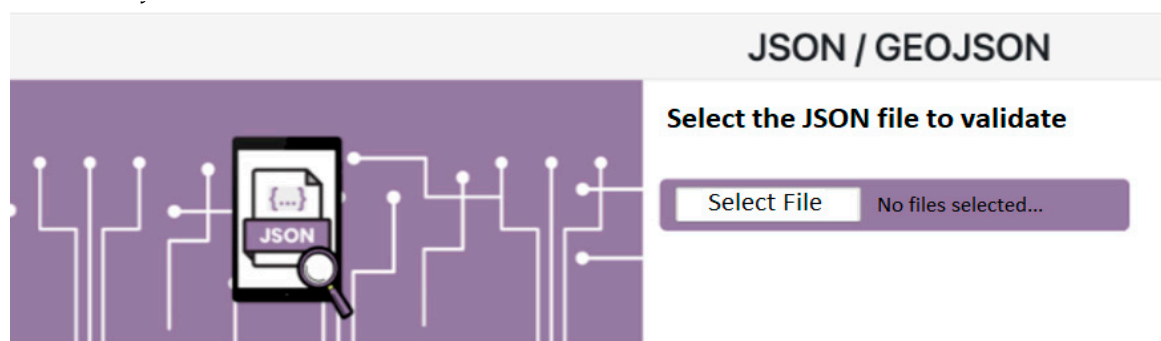 JSON / GEOJSON
Select the JSON file to validate
{...}
JSON
Select File
No files selected...